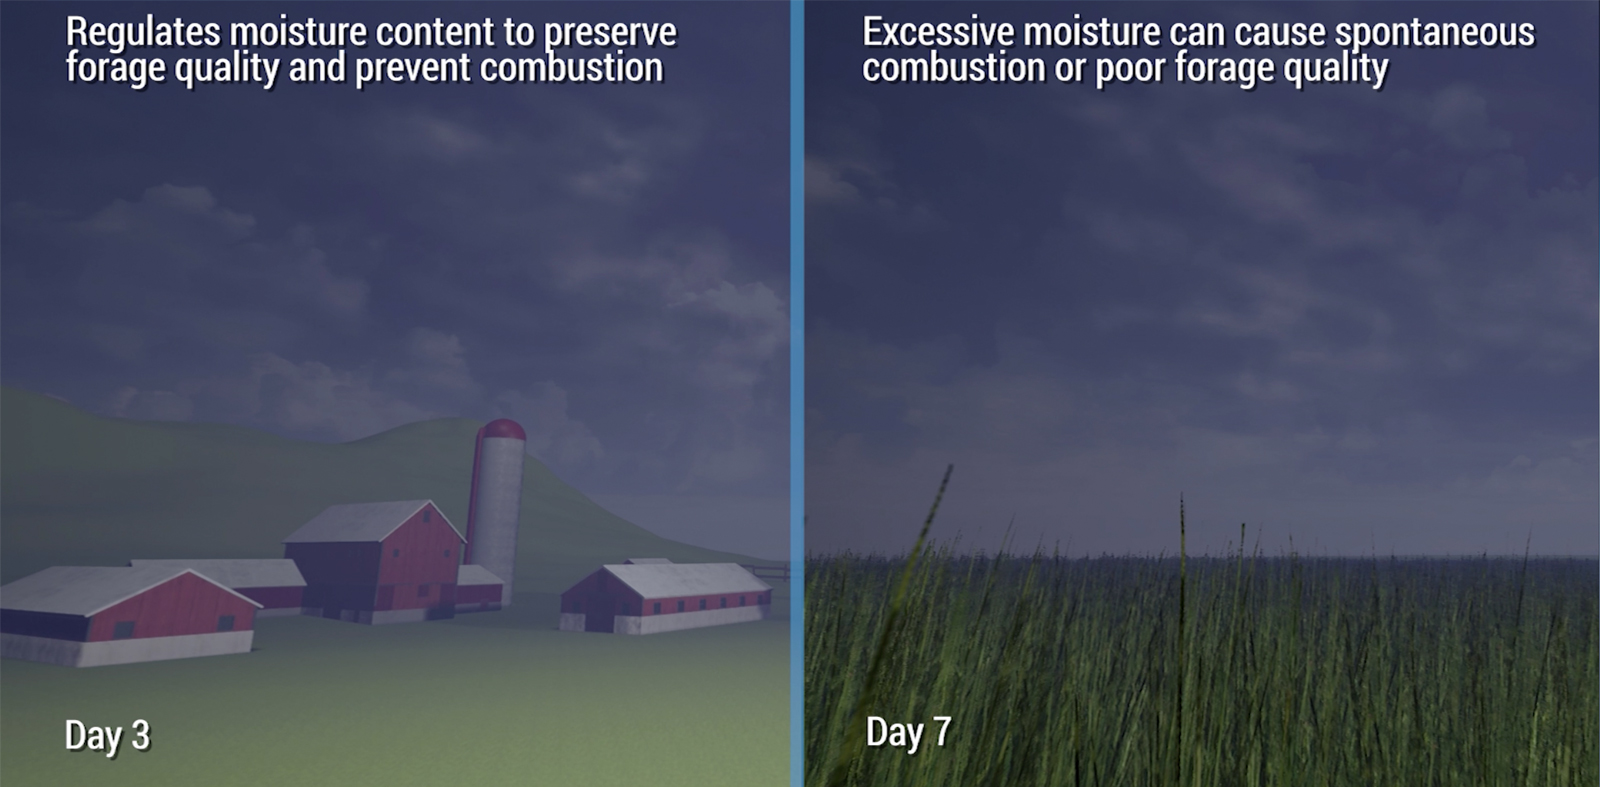 Regulates moisture content to preserve
forage quality and prevent combustion
Day 3
Excessive moisture can cause spontaneous
combustion or poor forage quality
Day 7